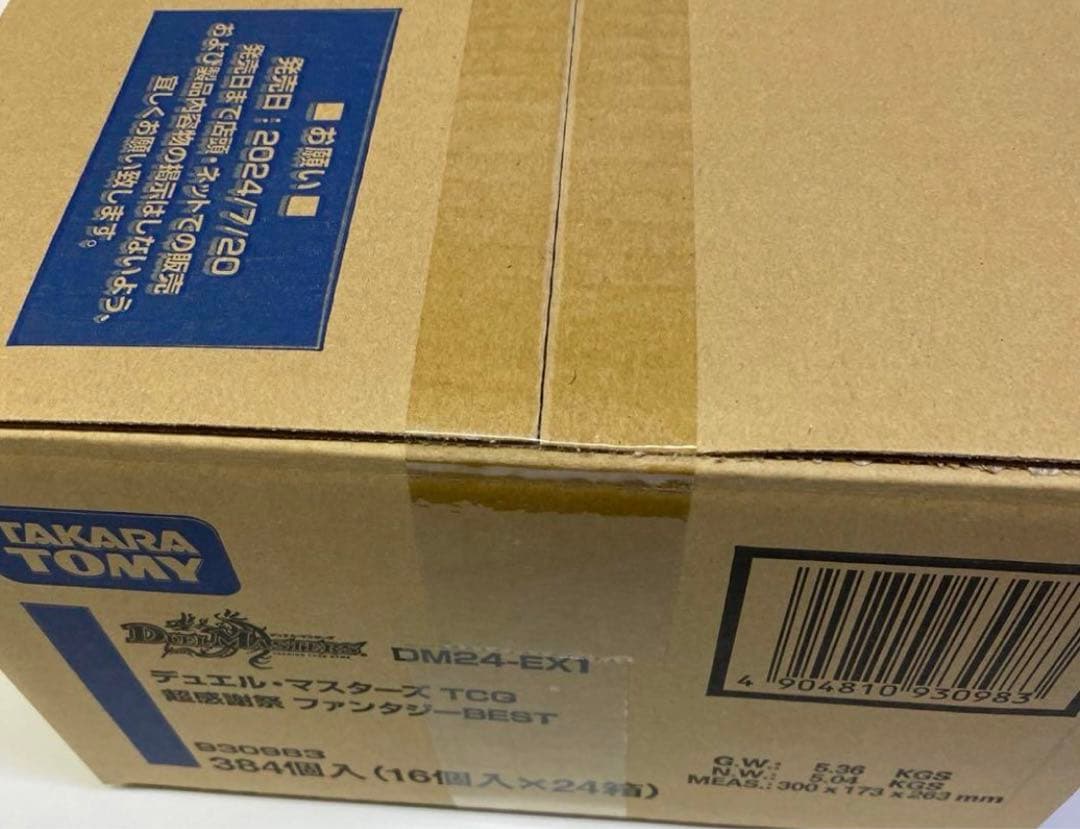 ■お願い■
発売日：2024/7/20
発売日まで店頭・ネットでの販売
および製品内容物の掲示はしないよう、
宜しくお願い致します。
TAKARA
TOMY
DUEL MASTERS
DM24-EX1
デュエル・マスターズ TCG
超感謝祭 ファンタジーBEST
930983
384個入(16個入×24箱)
4 904810 930983
G.W.: 5.36 KGS
N.W.: 5.04 KGS
MEAS.: 300 x 173 x 263 mm